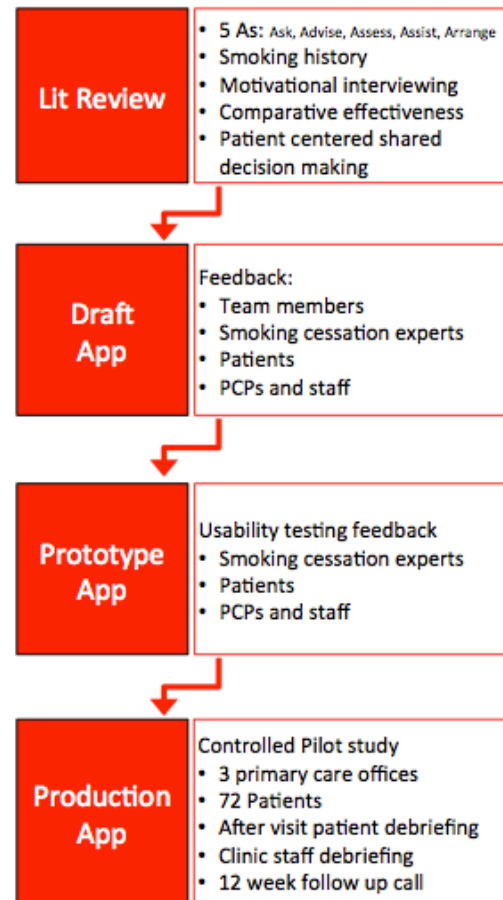 Lit Review
• 5 As: Ask, Advise, Assess, Assist, Arrange
• Smoking history
• Motivational interviewing
• Comparative effectiveness
• Patient centered shared
decision making
Draft
App
Feedback:
• Team members
• Smoking cessation experts
• Patients
• PCPs and staff
Prototype
App
Usability testing feedback
• Smoking cessation experts
• Patients
• PCPs and staff
Production
App
Controlled Pilot study
• 3 primary care offices
• 72 Patients
• After visit patient debriefing
• Clinic staff debriefing
• 12 week follow up call